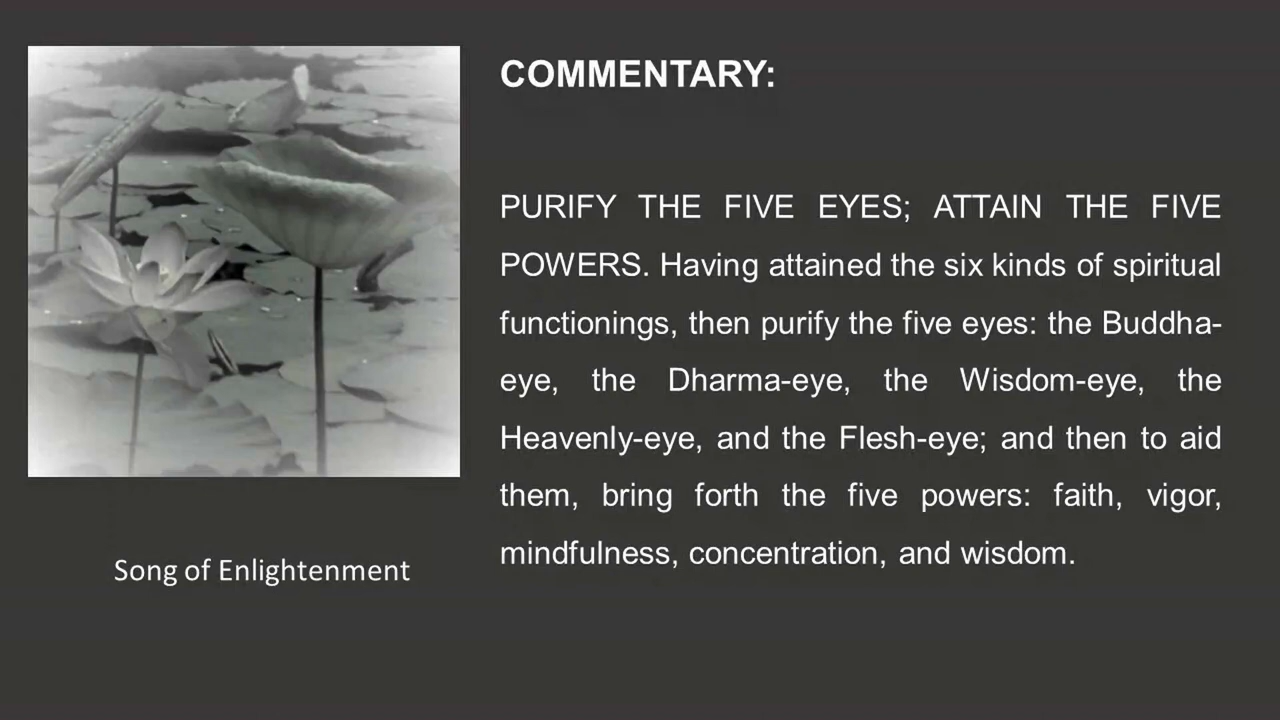 COMMENTARY:
PURIFY THE FIVE EYES; ATTAIN THE FIVE
POWERS. Having attained the six kinds of spiritual
functionings, then purify the five eyes: the Buddha-
eye, the Dharma-eye, the Wisdom-eye, the
Heavenly-eye, and the Flesh-eye; and then to aid
them, bring forth the five powers: faith, vigor,
mindfulness, concentration, and wisdom.
Song of Enlightenment